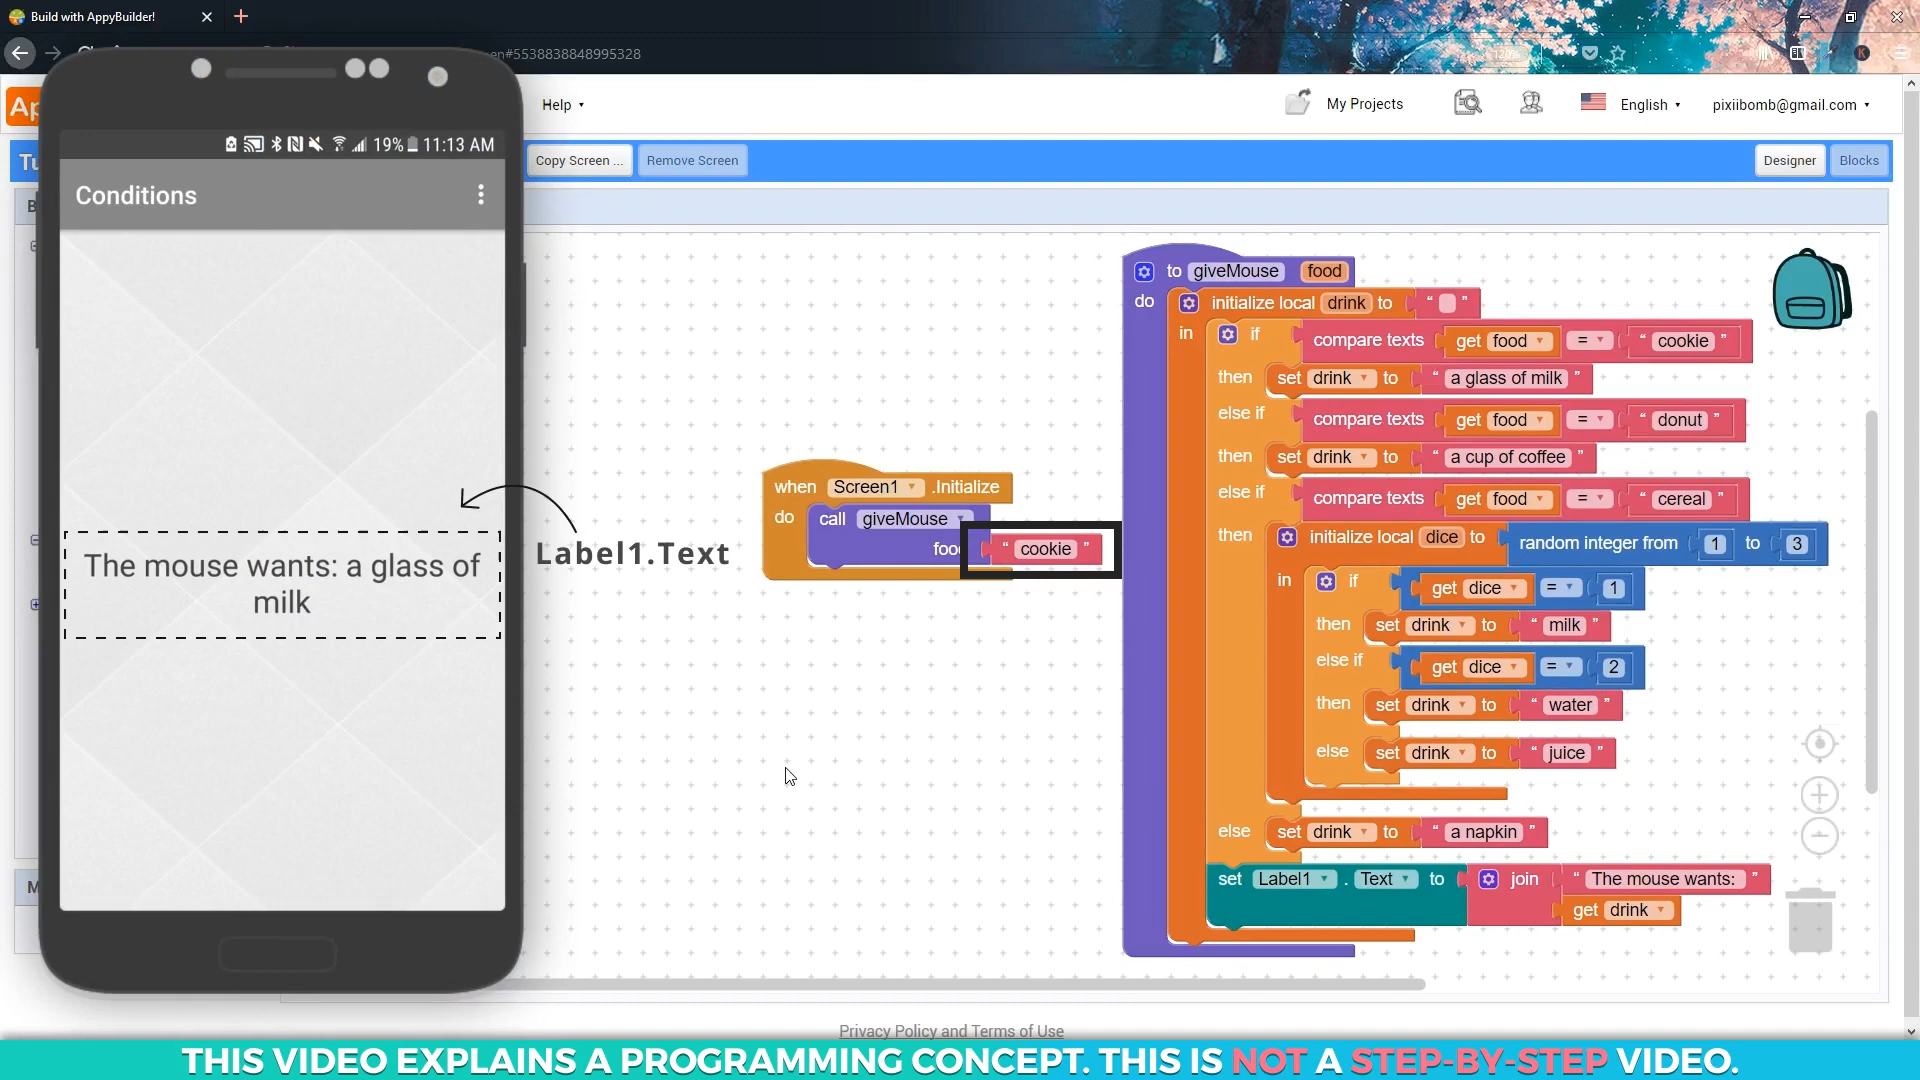 Build with AppyBuilder!
en#5538838848995328
120%
Ap
Help
My Projects
English
pixiibomb@gmail.com
Tu
Copy Screen ...
Remove Screen
Designer
Blocks
B
M
19% 11:13 AM
Conditions
The mouse wants: a glass of
milk
Label1.Text
when Screen1 .Initialize
do call giveMouse
food "cookie"
to giveMouse food
do initialize local drink to " "
in if compare texts get food = "cookie"
then set drink to "a glass of milk"
else if compare texts get food = "donut"
then set drink to "a cup of coffee"
else if compare texts get food = "cereal"
then initialize local dice to random integer from 1 to 3
in if get dice = 1
then set drink to "milk"
else if get dice = 2
then set drink to "water"
else set drink to "juice"
else set drink to "a napkin"
set Label1 . Text to join "The mouse wants: "
get drink
Privacy Policy and Terms of Use
THIS VIDEO EXPLAINS A PROGRAMMING CONCEPT. THIS IS NOT A STEP-BY-STEP VIDEO.